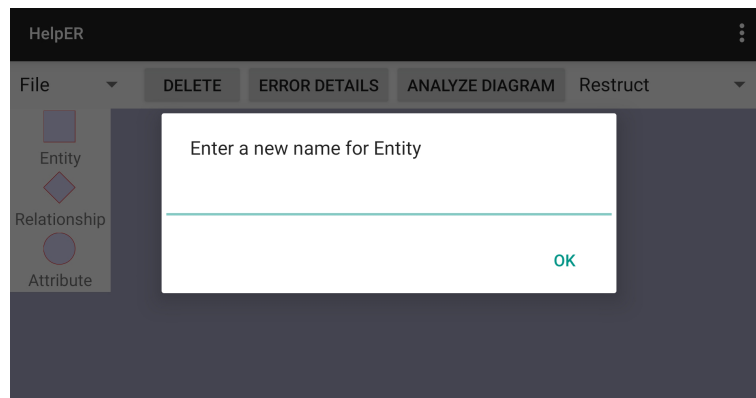 HelpER
File DELETE ERROR DETAILS ANALYZE DIAGRAM Restruct
Entity
Relationship
Attribute
Enter a new name for Entity
OK